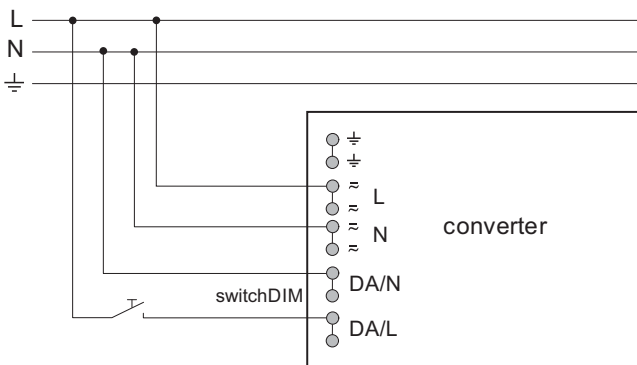 L
N
L
N
converter
DA/N
switchDIM
DA/L